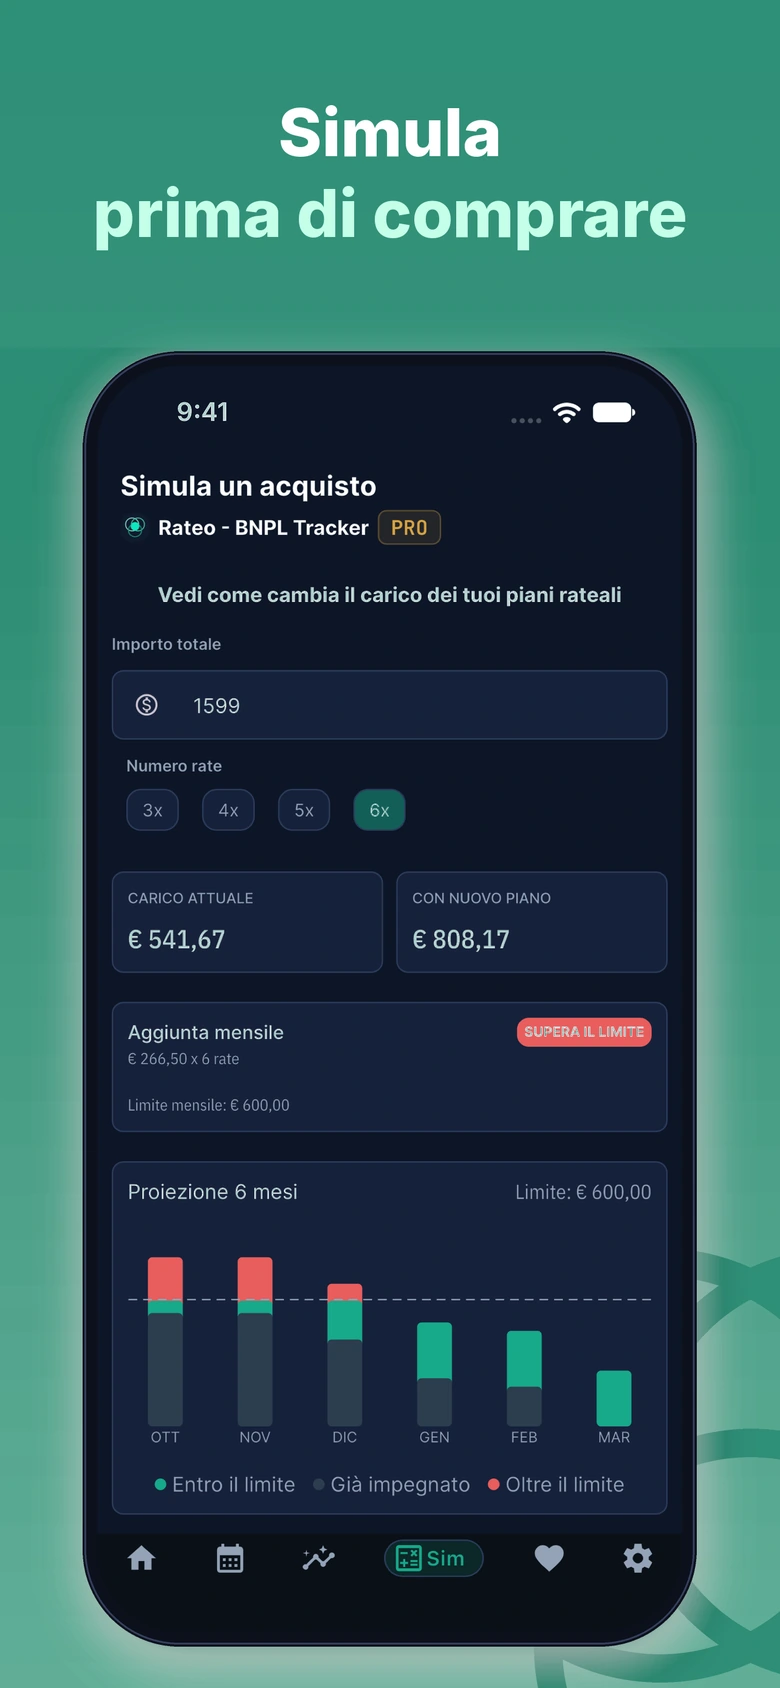 Simula
prima di comprare
9:41
Simula un acquisto
Rateo - BNPL Tracker PRO
Vedi come cambia il carico dei tuoi piani rateali
Importo totale
1599
Numero rate
3x 4x 5x 6x
CARICO ATTUALE CON NUOVO PIANO
€ 541,67 € 808,17
Aggiunta mensile SUPERA IL LIMITE
€ 266,50 x 6 rate
Limite mensile: € 600,00
Proiezione 6 mesi Limite: € 600,00
OTT NOV DIC GEN FEB MAR
Entro il limite Già impegnato Oltre il limite
Sim